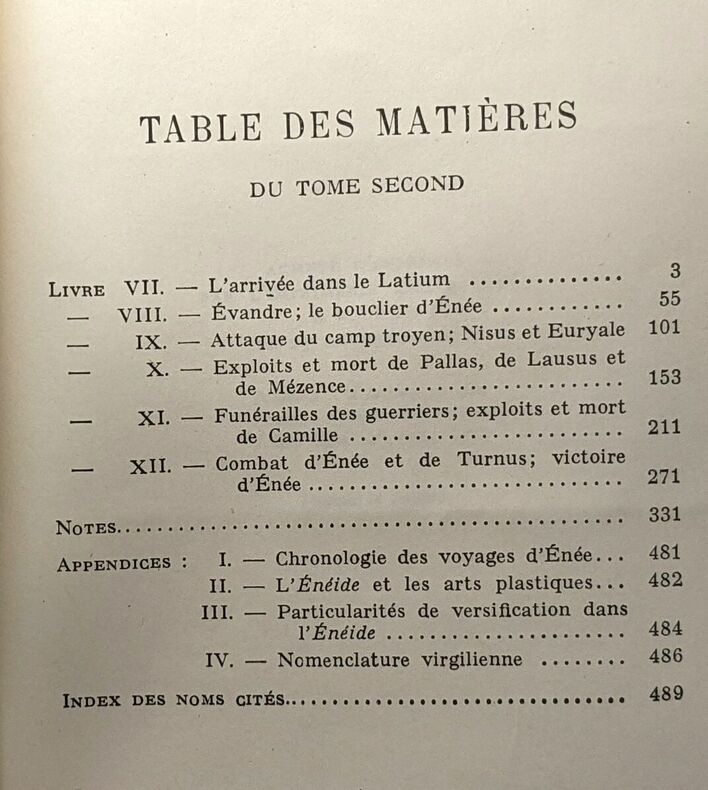 TABLE DES MATIÈRES
DU TOME SECOND
LIVRE VII. — L'arrivée dans le Latium ............... 3
— VIII. — Évandre; le bouclier d'Énée ............ 55
— IX. — Attaque du camp troyen; Nisus et Euryale 101
— X. — Exploits et mort de Pallas, de Lausus et
de Mézence......................... 153
— XI. — Funérailles des guerriers; exploits et mort
de Camille ......................... 211
— XII. — Combat d'Énée et de Turnus; victoire
d'Énée ............................. 271
NOTES................................................ 331
APPENDICES : I. — Chronologie des voyages d'Énée... 481
II. — L'Énéide et les arts plastiques... 482
III. — Particularités de versification dans
l'Énéide ...................... 484
IV. — Nomenclature virgilienne ........ 486
INDEX DES NOMS CITÉS................................. 489